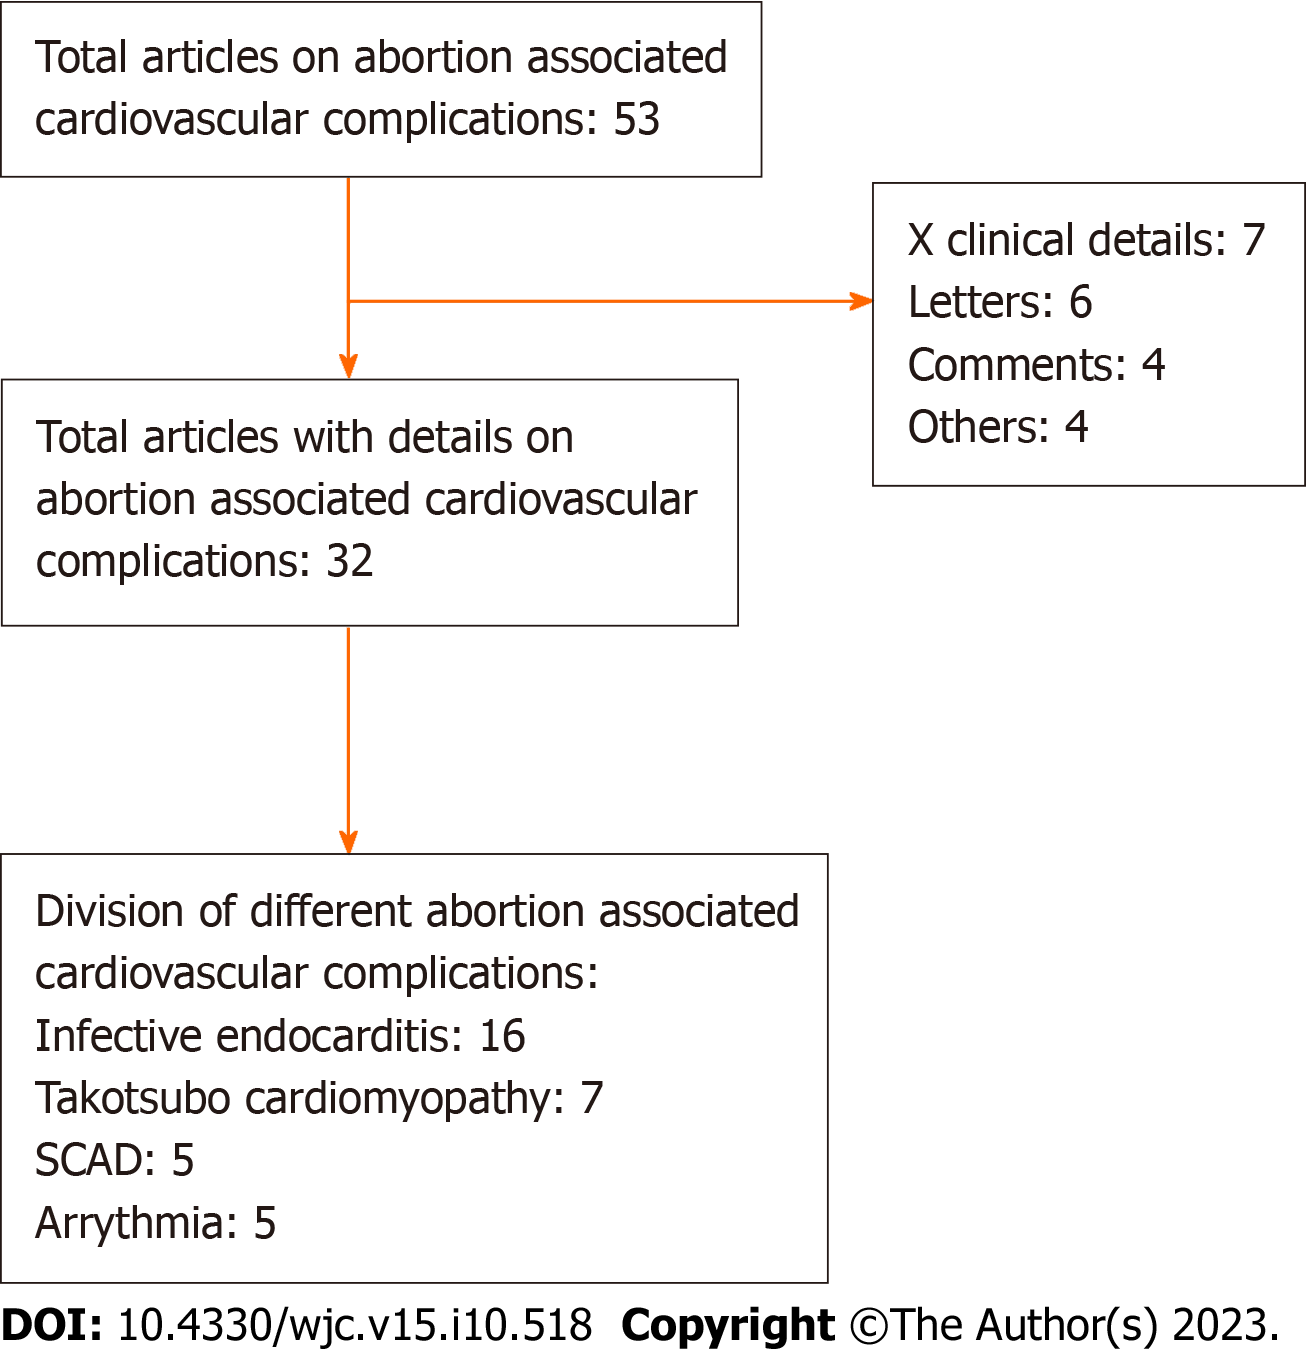 Total articles on abortion associated
cardiovascular complications: 53
X clinical details: 7
Letters: 6
Comments: 4
Others: 4
Total articles with details on
abortion associated cardiovascular
complications: 32
Division of different abortion associated
cardiovascular complications:
Infective endocarditis: 16
Takotsubo cardiomyopathy: 7
SCAD: 5
Arrythmia: 5
DOI: 10.4330/wjc.v15.i10.518 Copyright ©The Author(s) 2023.